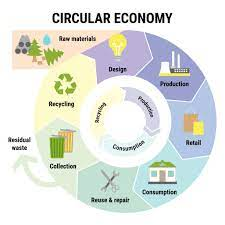 CIRCULAR ECONOMY
Raw materials
Design
Production
Recycling
Recycling
Production
Consumption
Retail
Residual
waste
Collection
Consumption
Reuse & repair